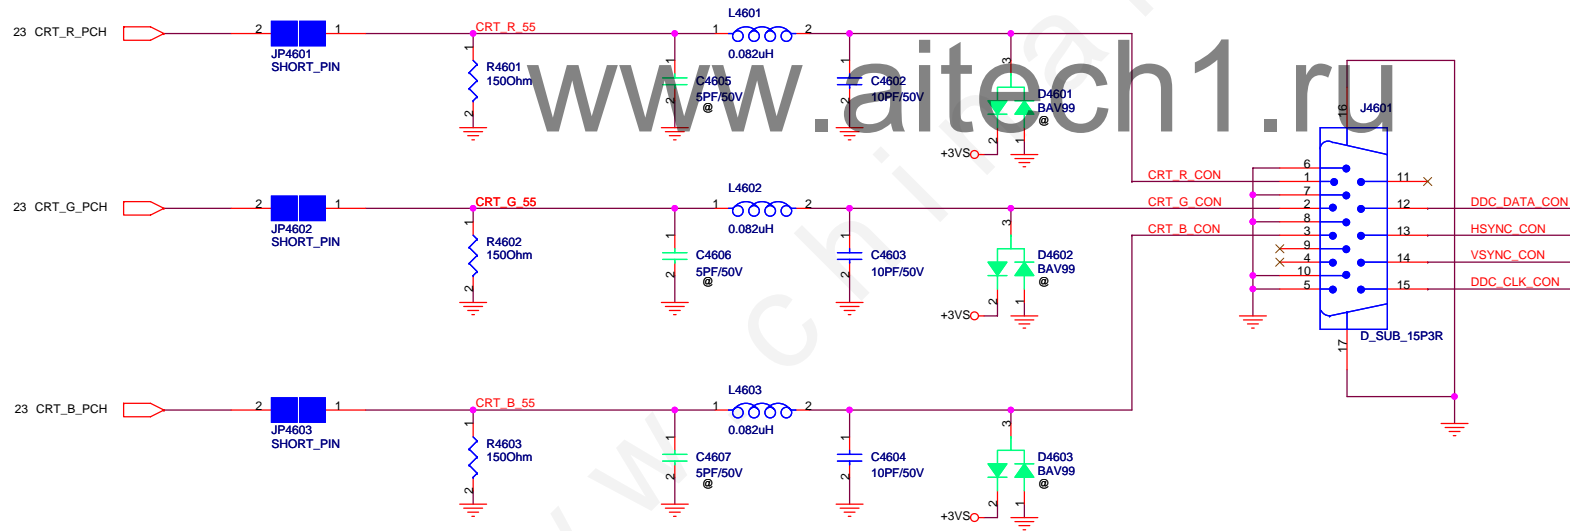 23 CRT_R_PCH
2
1
JP4601
SHORT_PIN
CRT_R_55
1
R4601
150Ohm
2
1
C4605
5PF/50V
@
2
L4601
1
2
0.082uH
1
C4602
10PF/50V
2
3
D4601
BAV99
@
2
1
+3VS
www.aitech1.ru
23 CRT_G_PCH
2
1
JP4602
SHORT_PIN
CRT_G_55
1
R4602
150Ohm
2
1
C4606
5PF/50V
@
2
L4602
1
2
0.082uH
1
C4603
10PF/50V
2
3
D4602
BAV99
@
2
1
+3VS
23 CRT_B_PCH
2
1
JP4603
SHORT_PIN
CRT_B_55
1
R4603
150Ohm
2
1
C4607
5PF/50V
@
2
L4603
1
2
0.082uH
1
C4604
10PF/50V
2
3
D4603
BAV99
@
2
1
+3VS
CRT_R_CON
CRT_G_CON
CRT_B_CON
J4601
16
6
1
7
2
8
3
9
4
10
5
11
12
13
14
15
17
D_SUB_15P3R
DDC_DATA_CON
HSYNC_CON
VSYNC_CON
DDC_CLK_CON
w china